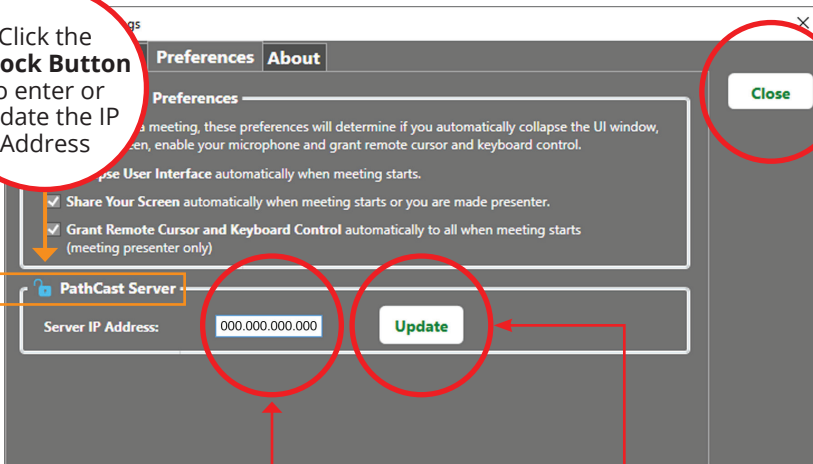 gs
Click the
ock Button
o enter or
date the IP
Address
Preferences About
Close
Preferences
a meeting, these preferences will determine if you automatically collapse the UI window,
een, enable your microphone and grant remote cursor and keyboard control.
pse User Interface automatically when meeting starts.
Share Your Screen automatically when meeting starts or you are made presenter.
Grant Remote Cursor and Keyboard Control automatically to all when meeting starts
(meeting presenter only)
PathCast Server
Server IP Address: 000.000.000.000 Update